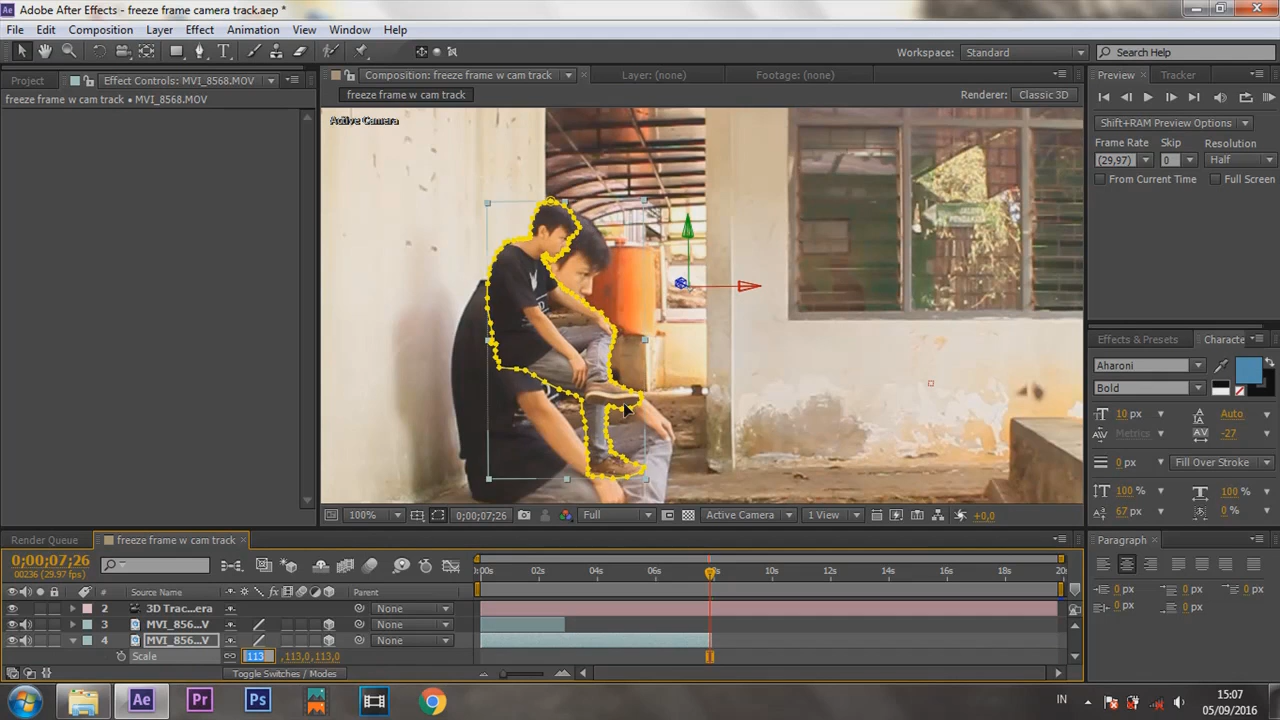 Adobe After Effects - freeze frame camera track.aep *
File Edit Composition Layer Effect Animation View Window Help
Workspace: Standard
Search Help
Project
Effect Controls: MVI_8568.MOV
freeze frame w cam track • MVI_8568.MOV
Composition: freeze frame w cam track
Layer: (none)
Footage: (none)
freeze frame w cam track
Renderer: Classic 3D
Active Camera
Preview
Tracker
Shift+RAM Preview Options
Frame Rate Skip Resolution
(29,97) 0 Half
From Current Time Full Screen
Effects & Presets
Characte
Aharoni
Bold
10 px Auto
Metrics -27
0 px Fill Over Stroke
100 % 100 %
67 px 0 %
Paragraph
0 px 0 px 0 px
0 px 0 px
100% 0;00;07;26 Full Active Camera 1 View +0,0
Render Queue
freeze frame w cam track
0;00;07;26
00236 (29.97 fps)
:00s 02s 04s 06s 8s 10s 12s 14s 16s 18s 20s
# Source Name Parent
2 3D Trac...era None
3 MVI_856...V None
4 MVI_856...V None
Scale 113 ,113,0,113,0%
Toggle Switches / Modes
Ae Pr Ps
IN
15:07
05/09/2016